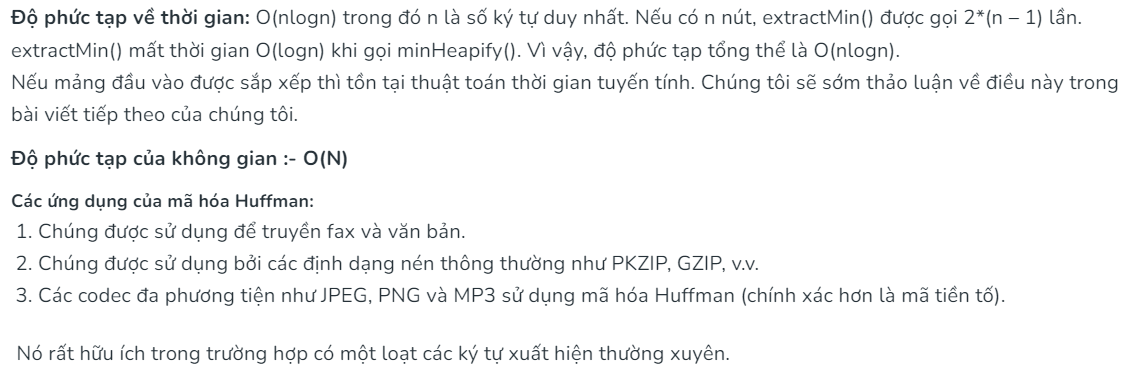 Độ phức tạp về thời gian: O(nlogn) trong đó n là số ký tự duy nhất. Nếu có n nút, extractMin() được gọi 2*(n – 1) lần.
extractMin() mất thời gian O(logn) khi gọi minHeapify(). Vì vậy, độ phức tạp tổng thể là O(nlogn).
Nếu mảng đầu vào được sắp xếp thì tồn tại thuật toán thời gian tuyến tính. Chúng tôi sẽ sớm thảo luận về điều này trong
bài viết tiếp theo của chúng tôi.
Độ phức tạp của không gian :- O(N)
Các ứng dụng của mã hóa Huffman:
1. Chúng được sử dụng để truyền fax và văn bản.
2. Chúng được sử dụng bởi các định dạng nén thông thường như PKZIP, GZIP, v.v.
3. Các codec đa phương tiện như JPEG, PNG và MP3 sử dụng mã hóa Huffman (chính xác hơn là mã tiền tố).
Nó rất hữu ích trong trường hợp có một loạt các ký tự xuất hiện thường xuyên.